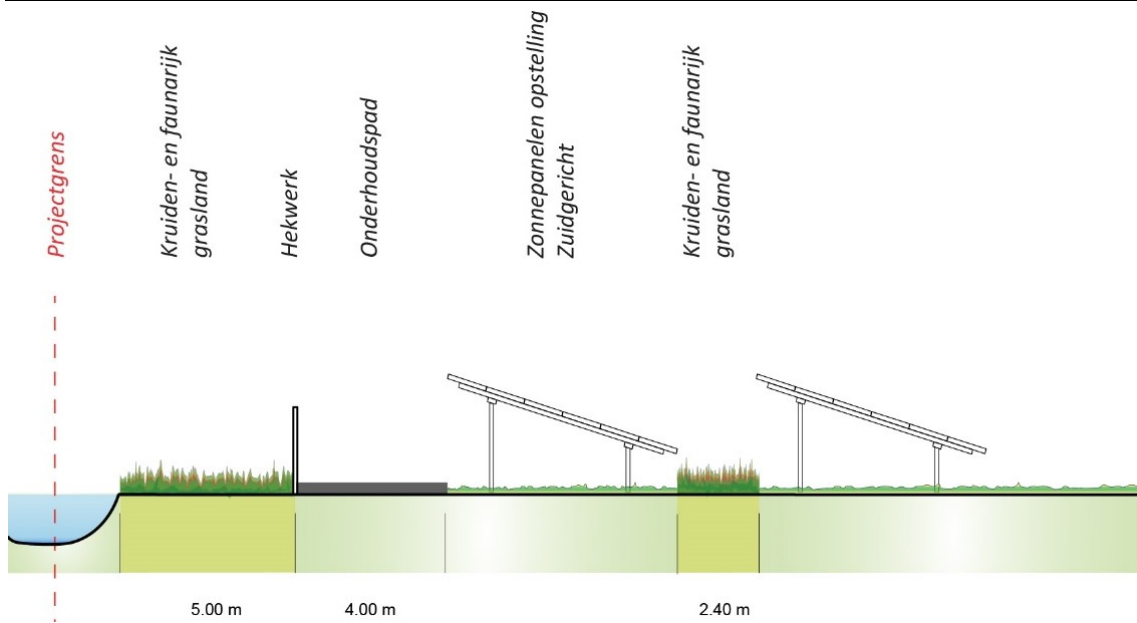 Projectgrens
Kruiden- en faunarijk
grasland
Hekwerk
Onderhoudspad
Zonnepanelen opstelling
Zuidgericht
Kruiden- en faunarijk
grasland
5.00 m
4.00 m
2.40 m